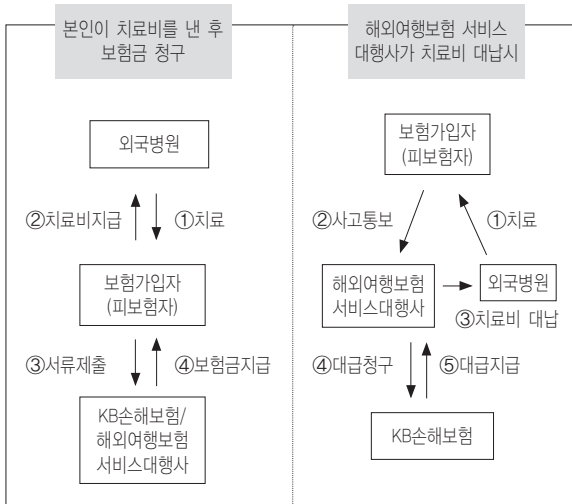 본인이 치료비를 낸 후
보험금 청구
외국병원
②치료비지급
①치료
보험가입자
(피보험자)
③서류제출
④보험금지급
KB손해보험/
해외여행보험
서비스대행사
해외여행보험 서비스
대행사가 치료비 대납시
보험가입자
(피보험자)
②사고통보
①치료
해외여행보험
서비스대행사
외국병원
③치료비 대납
④대급청구
⑤대급지급
KB손해보험